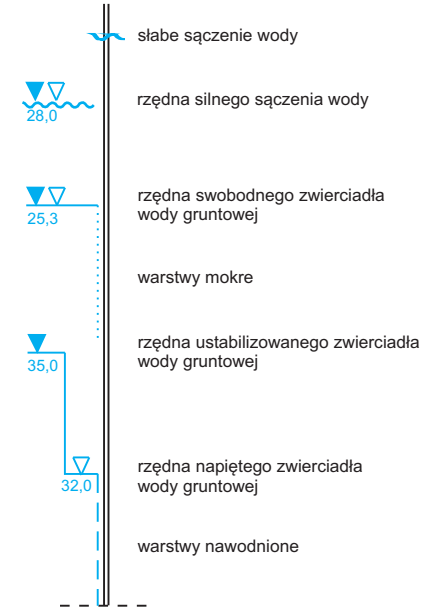 słabe sączenie wody
rzędna silnego sączenia wody
28,0
rzędna swobodnego zwierciadła
wody gruntowej
25,3
warstwy mokre
rzędna ustabilizowanego zwierciadła
wody gruntowej
35,0
rzędna napiętego zwierciadła
wody gruntowej
32,0
warstwy nawodnione